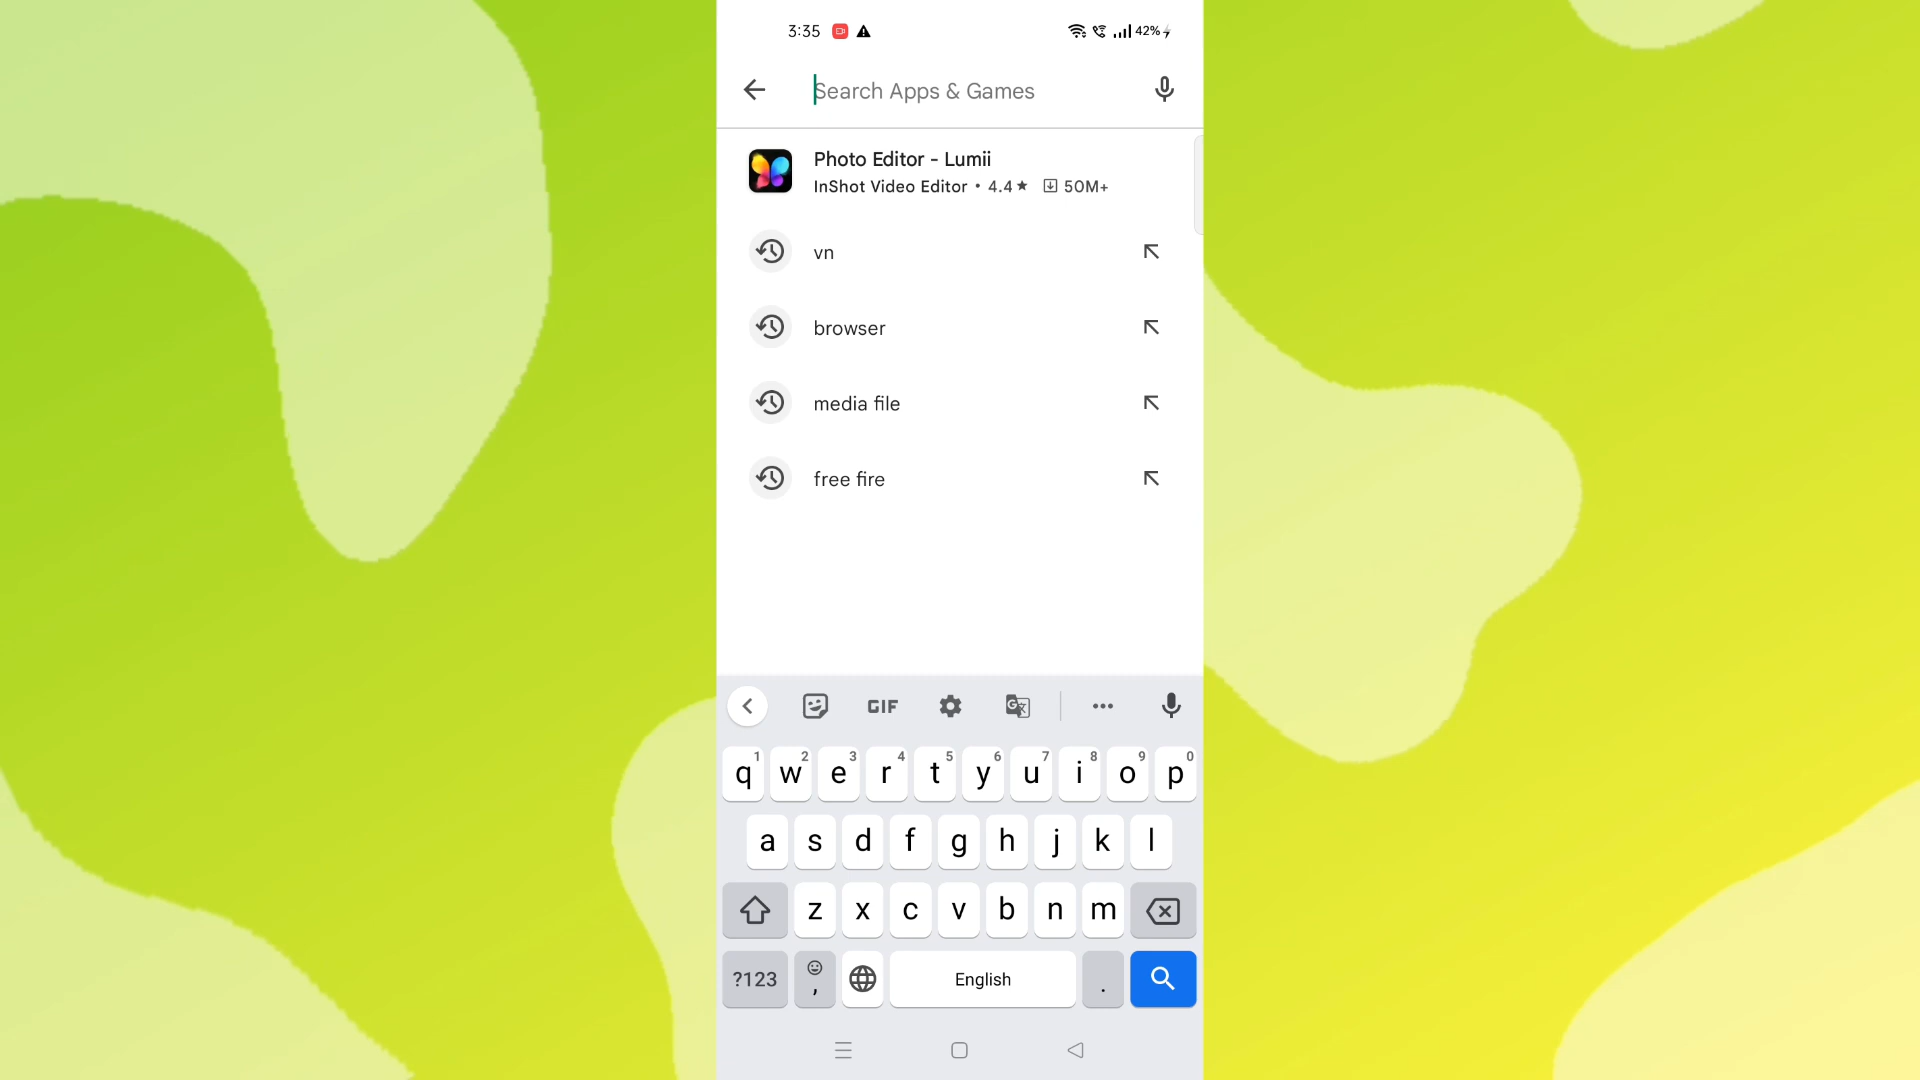 3:35 42%
Search Apps & Games
Photo Editor - Lumii
InShot Video Editor • 4.4★ 50M+
vn
browser
media file
free fire
GIF
1 2 3 4 5 6 7 8 9 0
q w e r t y u i o p
a s d f g h j k l
z x c v b n m
?123 , English .